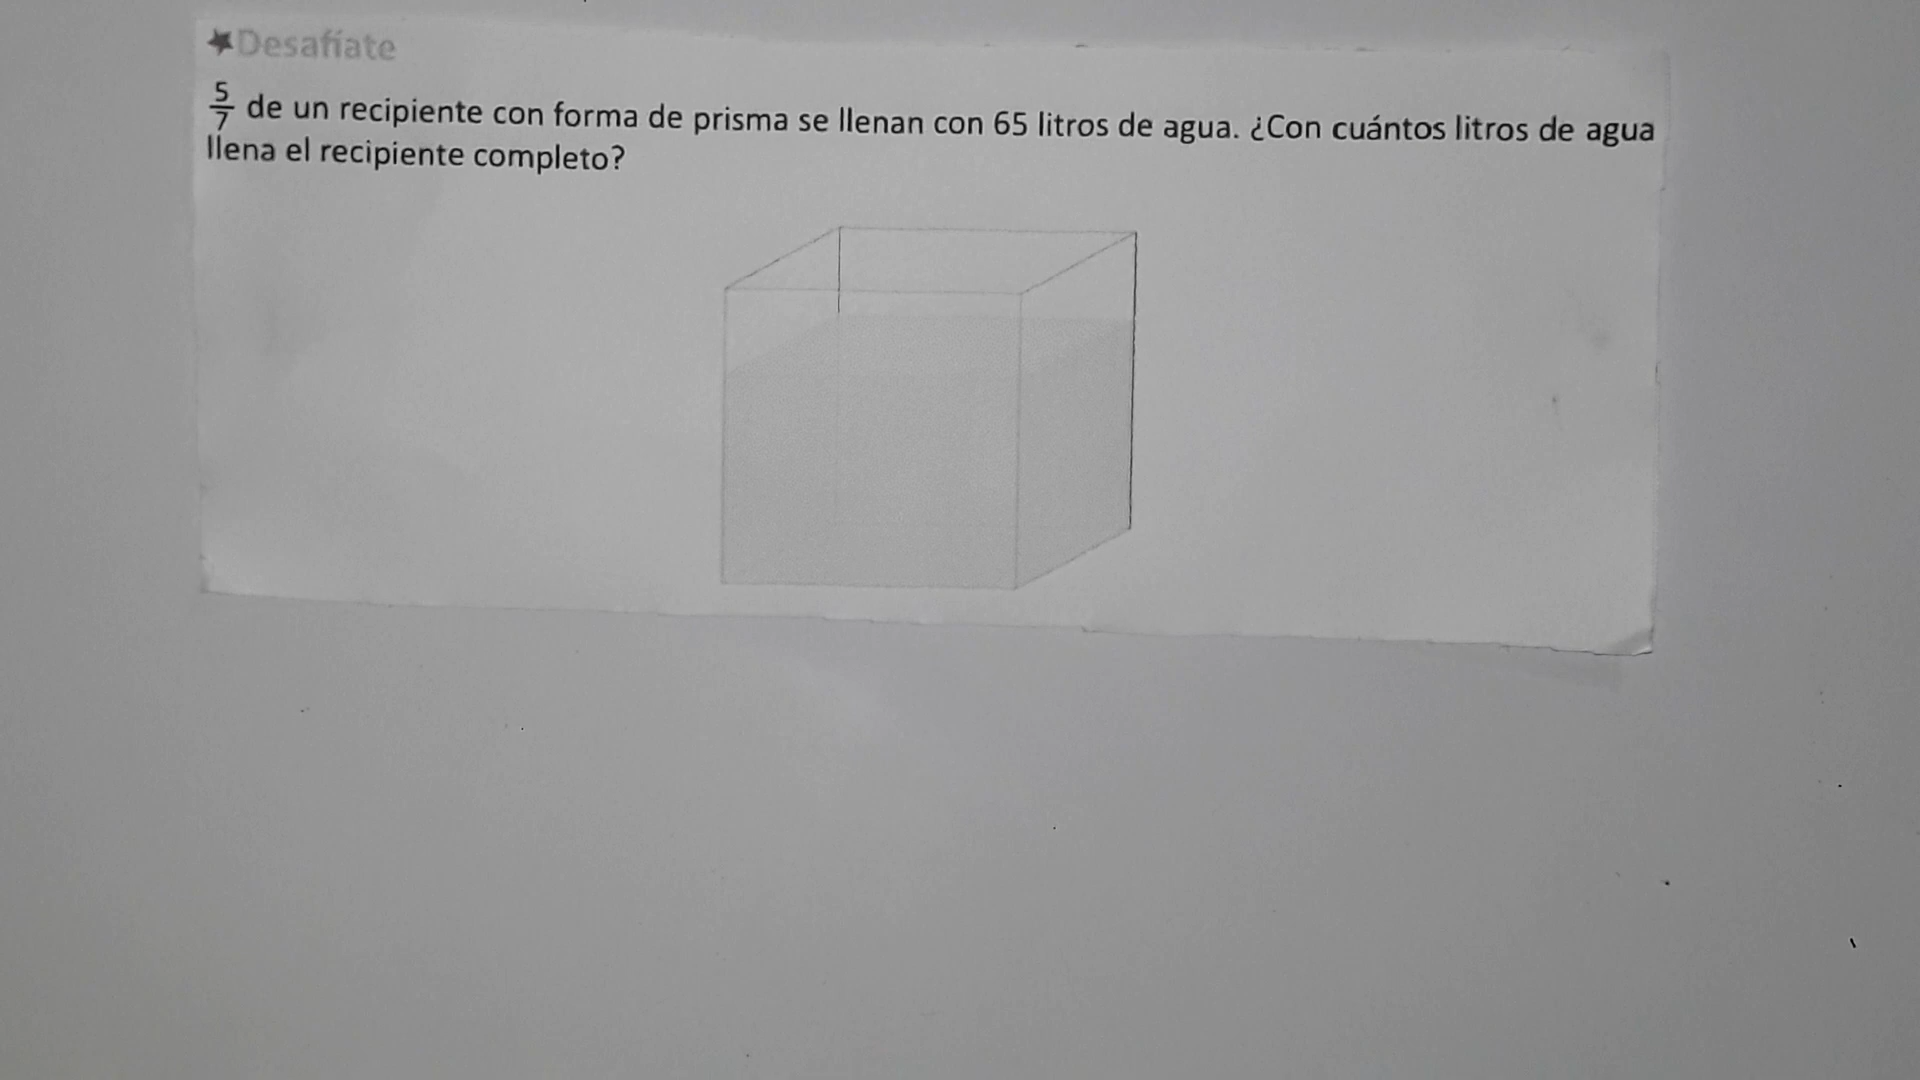 ★Desafíate
5/7 de un recipiente con forma de prisma se llenan con 65 litros de agua. ¿Con cuántos litros de agua
llena el recipiente completo?